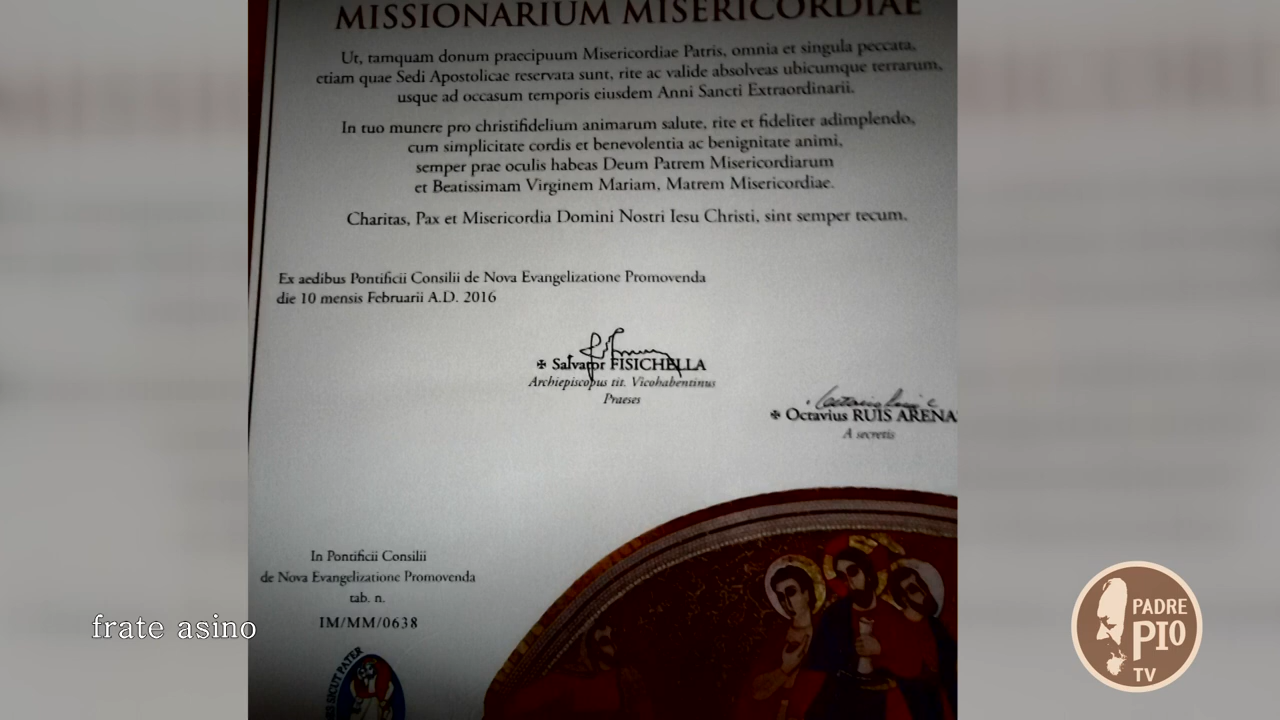 MISSIONARIUM MISERICORDIAE
Ut, tamquam donum praecipuum Misericordiae Patris, omnia et singula peccata,
etiam quae Sedi Apostolicae reservata sunt, rite ac valide absolveas ubicumque terrarum,
usque ad occasum temporis eiusdem Anni Sancti Extraordinarii.
In tuo munere pro christifidelium animarum salute, rite et fideliter adimplendo,
cum simplicitate cordis et benevolentia ac benignitate animi,
semper prae oculis habeas Deum Patrem Misericordiarum
et Beatissimam Virginem Mariam, Matrem Misericordiae.
Charitas, Pax et Misericordia Domini Nostri Iesu Christi, sint semper tecum.
Ex aedibus Pontificii Consilii de Nova Evangelizatione Promovenda
die 10 mensis Februarii A.D. 2016
✠ Salvator FISICHELLA
Archiepiscopus tit. Vicohabentinus
Praeses
✠ Octavius RUIS ARENA
A secretis
In Pontificii Consilii
de Nova Evangelizatione Promovenda
tab. n.
IM/MM/0638
SICUT PATER
frate asino
PADRE
PIO
TV